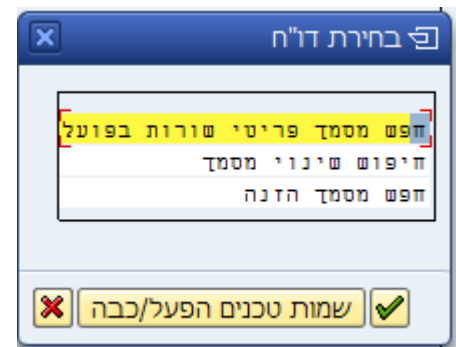 בחירת דו"ח
חפש מסמך פריטי שורות בפועל
חיפוש שינוי מסמך
חפש מסמך הזנה
שמות טכנים הפעל/כבה